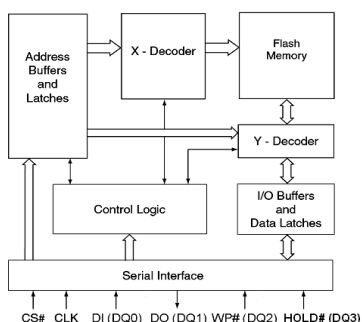 Address
Buffers
and
Latches
X - Decoder
Flash
Memory
Y - Decoder
Control Logic
I/O Buffers
and
Data Latches
Serial Interface
CS# CLK DI (DQ0) DO (DQ1) WP# (DQ2) HOLD# (DQ3)